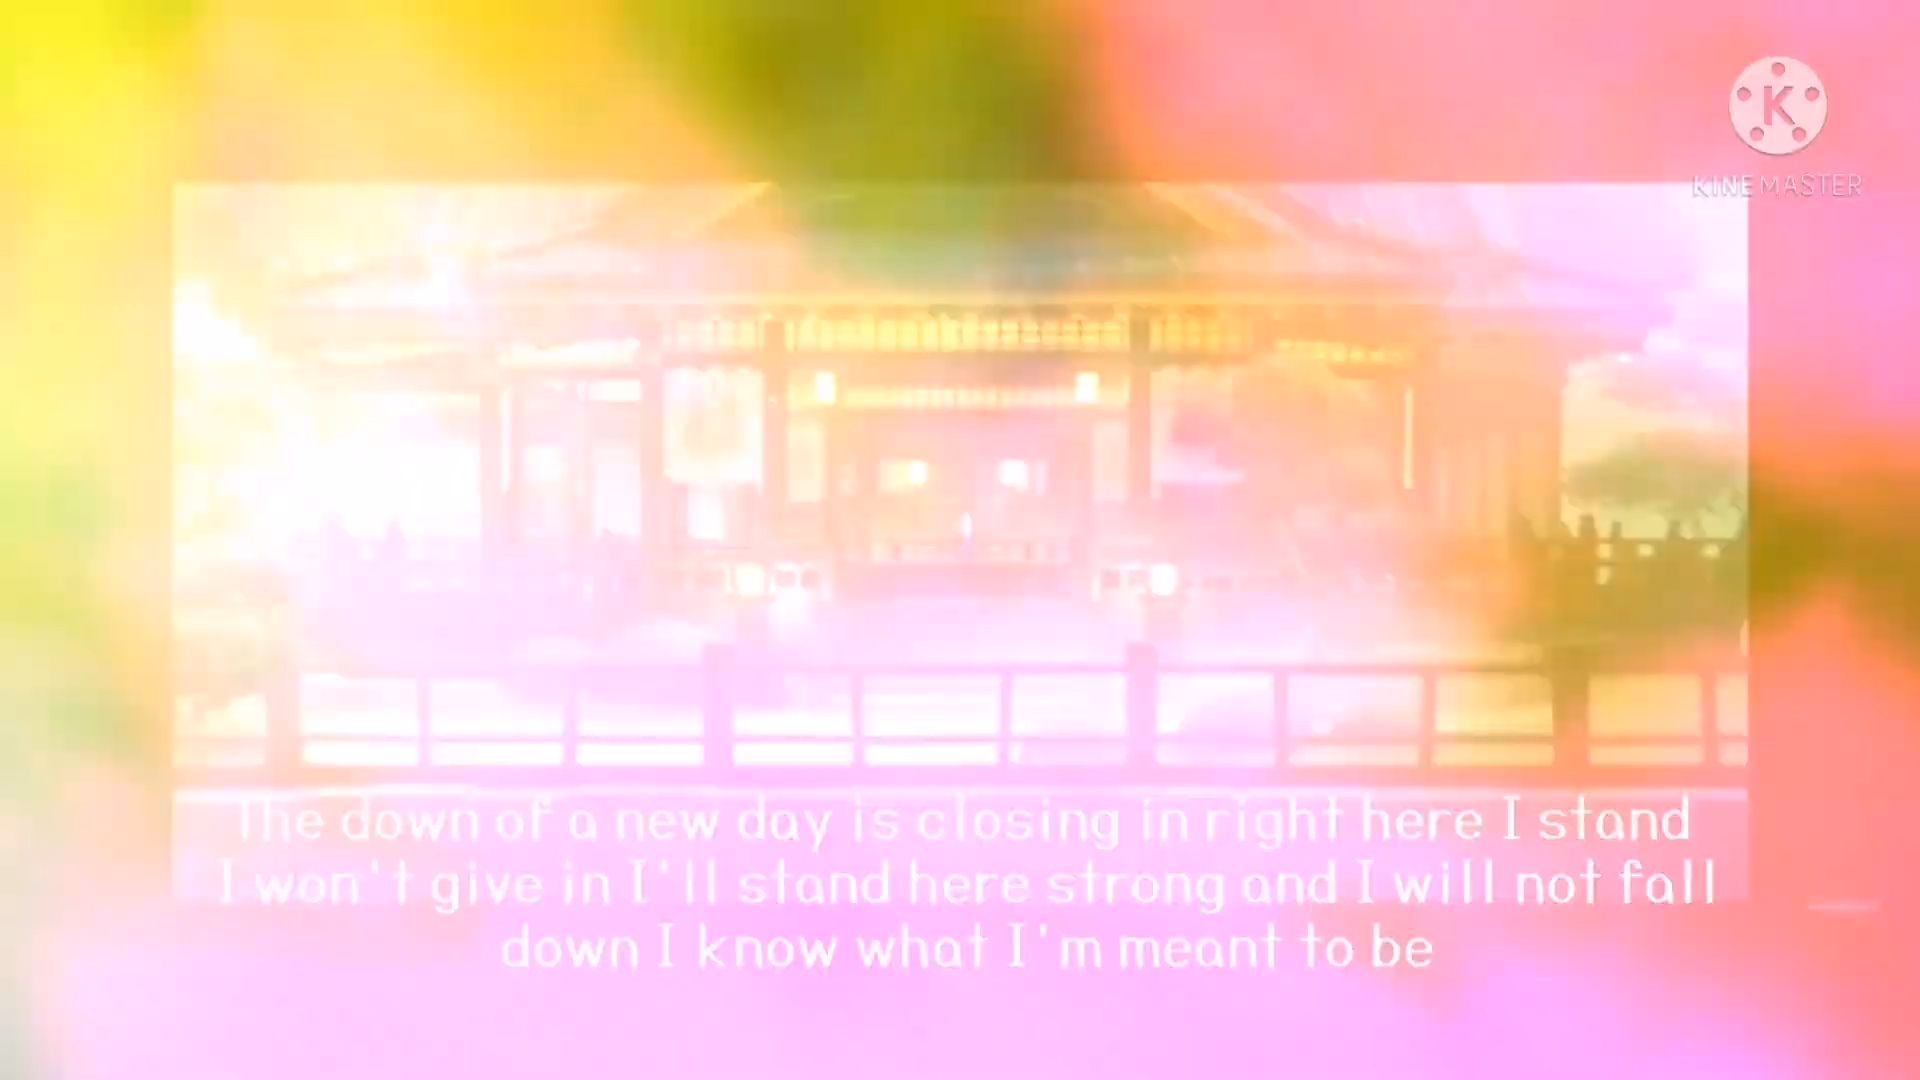 KINEMASTER
The down of a new day is closing in right here I stand
I won't give in I'll stand here strong and I will not fall
down I know what I'm meant to be